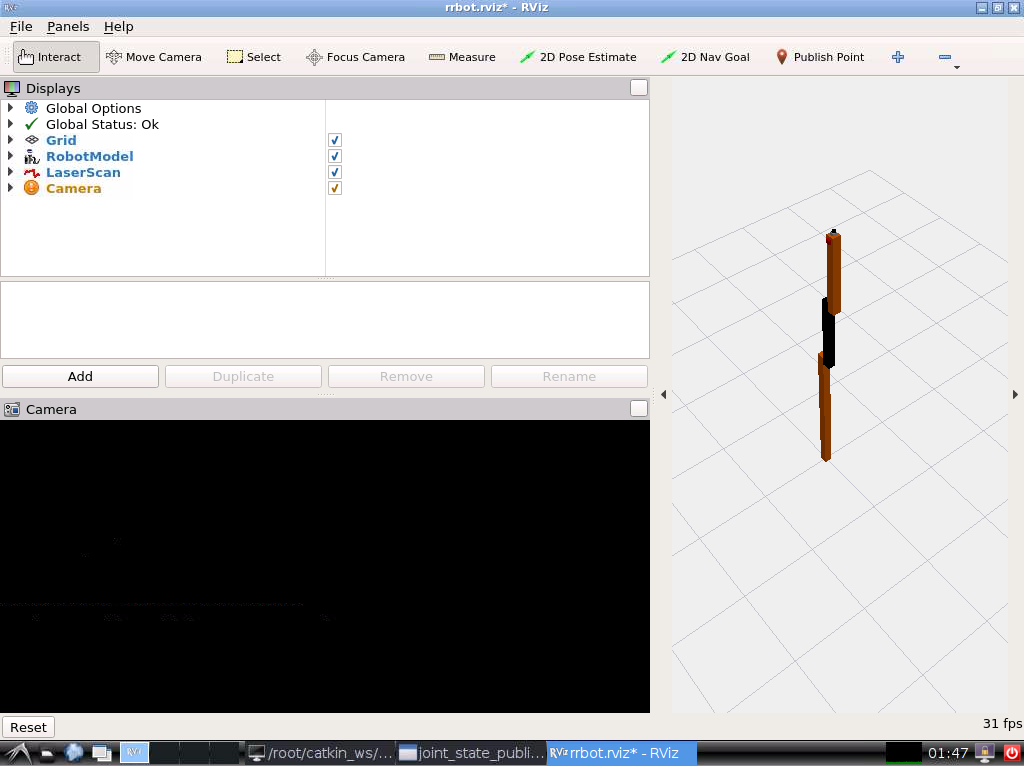 rrbot.rviz* - RViz
File Panels Help
Interact Move Camera Select Focus Camera Measure 2D Pose Estimate 2D Nav Goal Publish Point
Displays
Global Options
Global Status: Ok
Grid
RobotModel
LaserScan
Camera
Add Duplicate Remove Rename
Camera
Reset
31 fps
/root/catkin_ws/... joint_state_publi... rrbot.rviz* - RViz 01:47